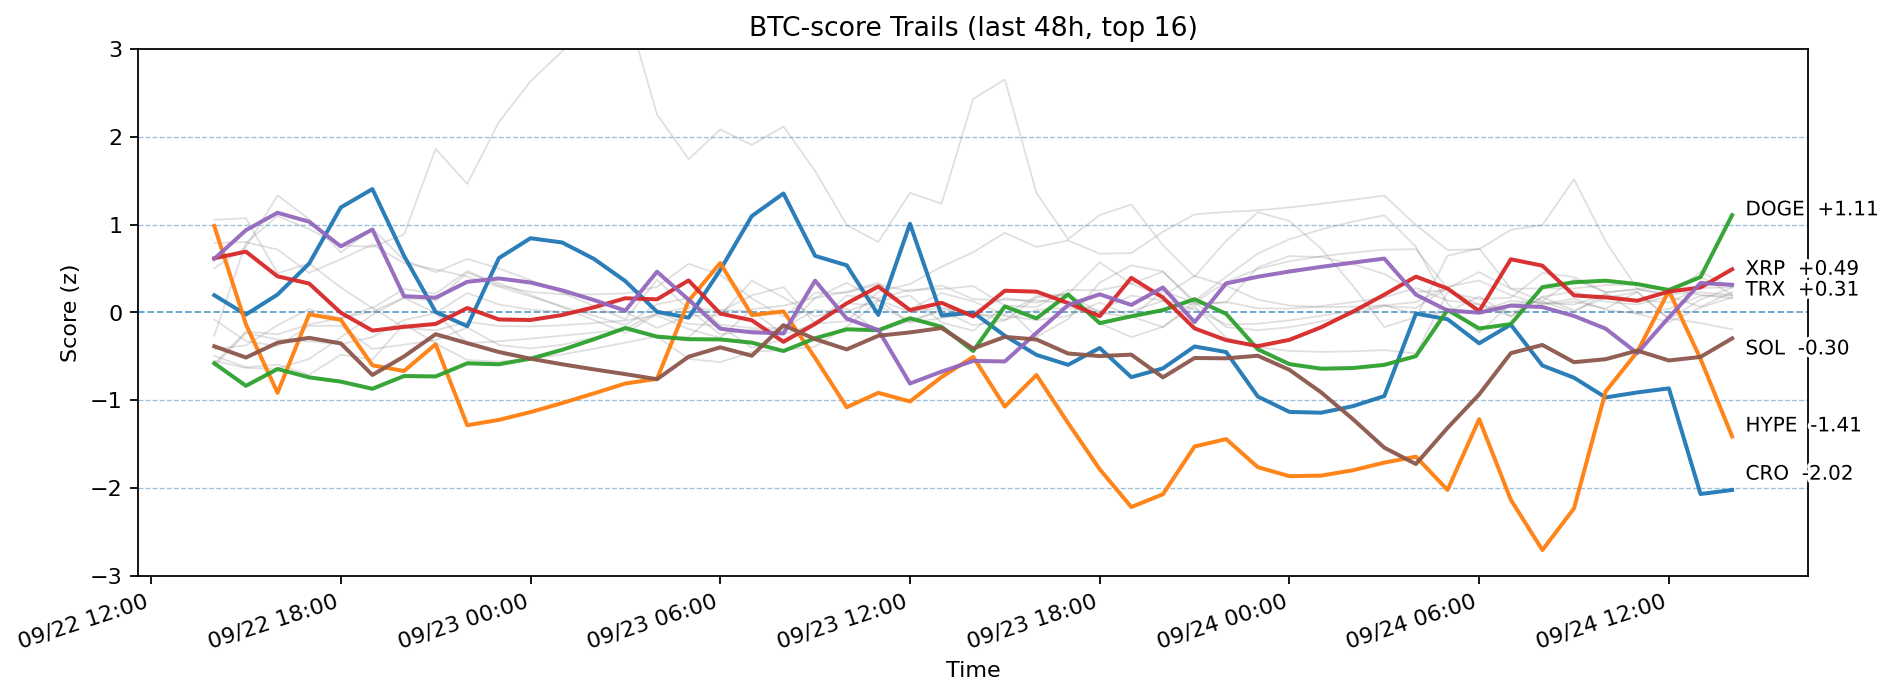 BTC-score Trails (last 48h, top 16)
Score (z)
3
2
1
0
−1
−2
−3
DOGE +1.11
XRP +0.49
TRX +0.31
SOL -0.30
HYPE -1.41
CRO -2.02
09/22 12:00
09/22 18:00
09/23 00:00
09/23 06:00
09/23 12:00
09/23 18:00
09/24 00:00
09/24 06:00
09/24 12:00
Time